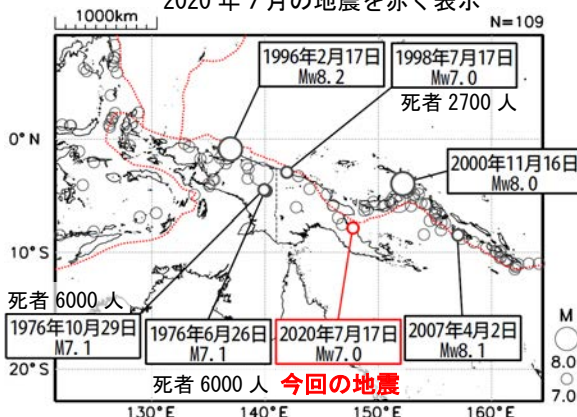 2020 年 7 月の地震を赤く表示
1000km
N=109
1996年2月17日
Mw8.2
1998年7月17日
Mw7.0
死者 2700 人
0° N
2000年11月16日
Mw8.0
10° S
死者 6000 人
1976年10月29日
M7.1
1976年6月26日
M7.1
2020年7月17日
Mw7.0
2007年4月2日
Mw8.1
M
8.0
7.0
20° S
死者 6000 人 今回の地震
130° E
140° E
150° E
160° E